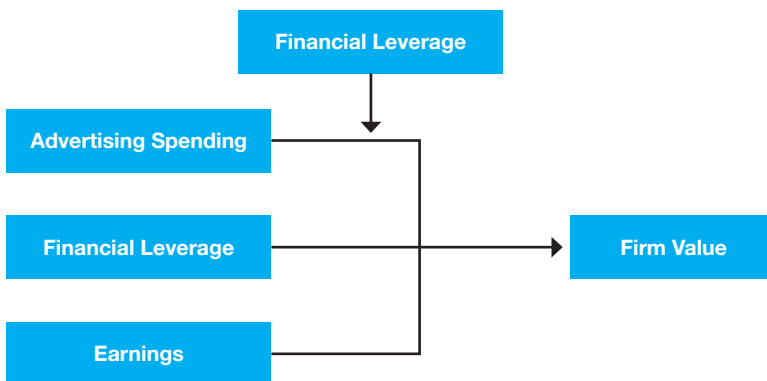 Financial Leverage
Advertising Spending
Financial Leverage
Firm Value
Earnings